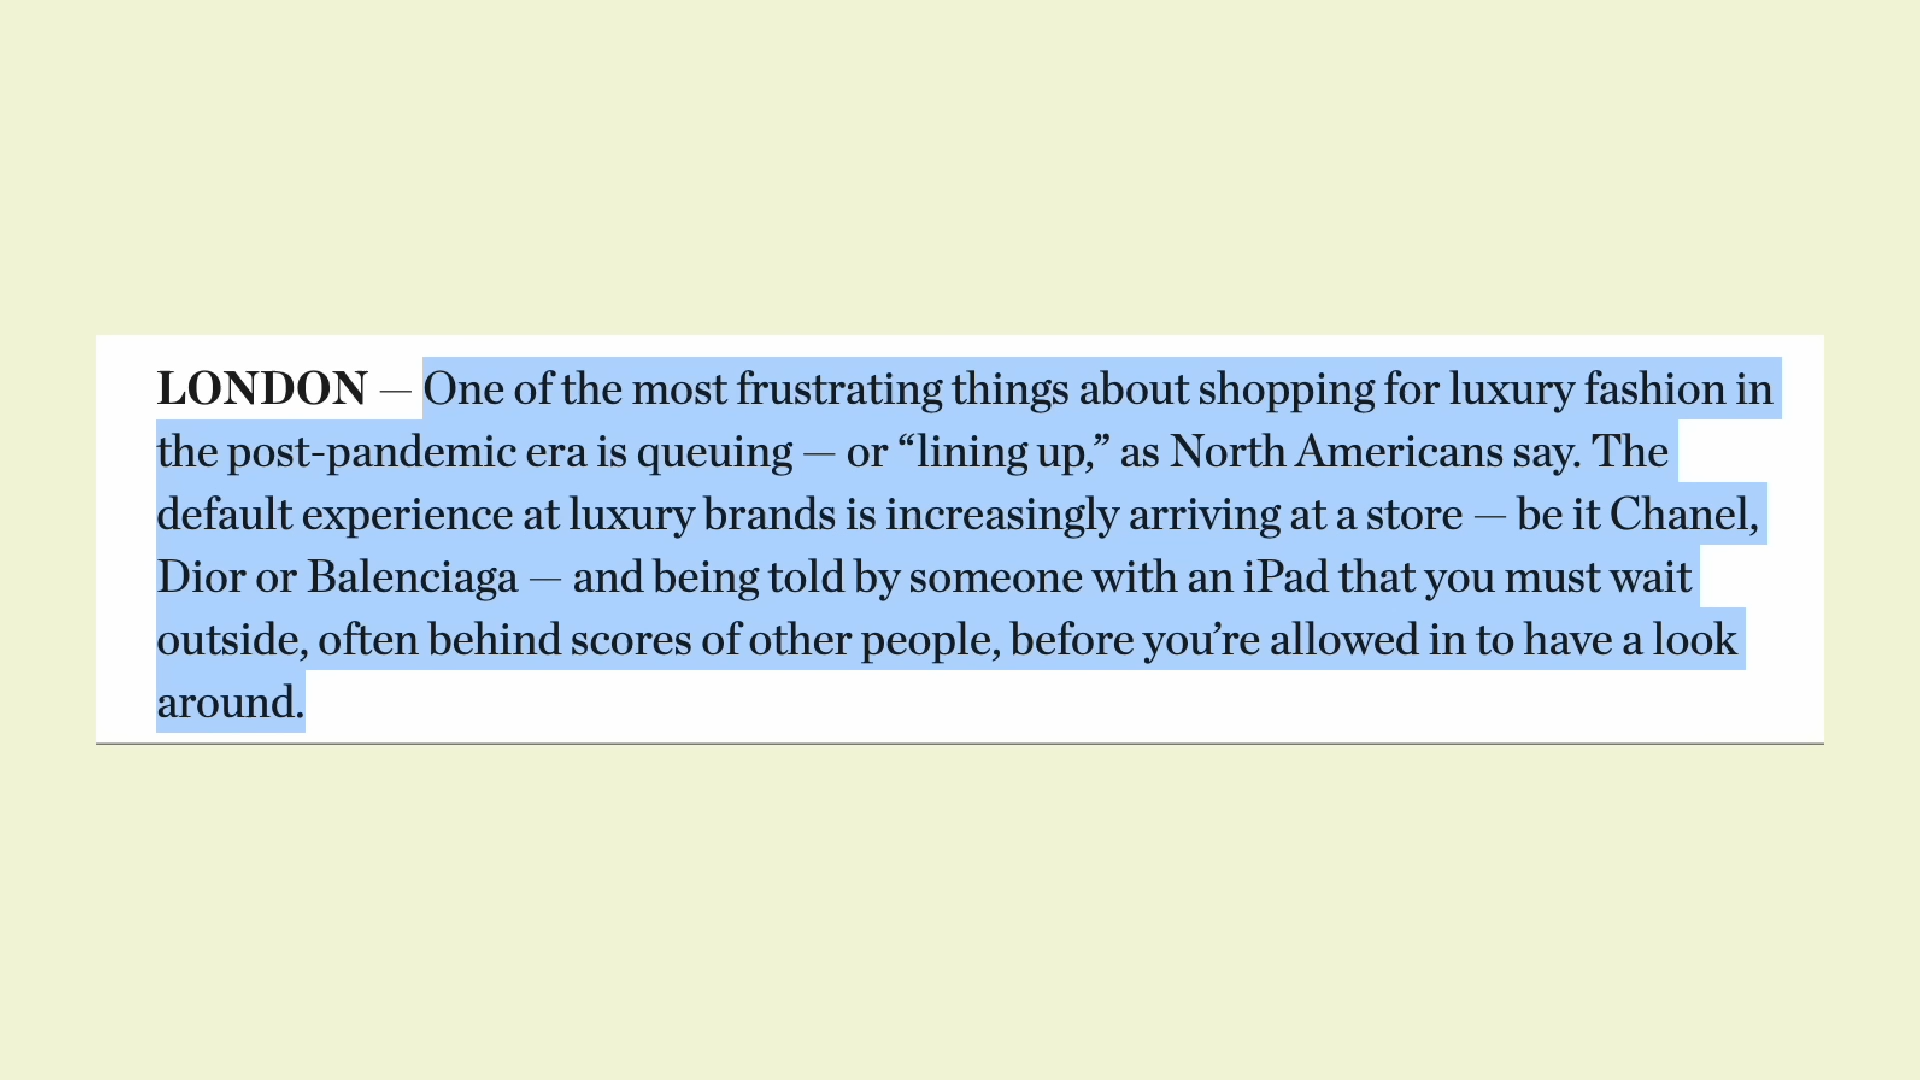 LONDON — One of the most frustrating things about shopping for luxury fashion in
the post-pandemic era is queuing — or “lining up,” as North Americans say. The
default experience at luxury brands is increasingly arriving at a store — be it Chanel,
Dior or Balenciaga — and being told by someone with an iPad that you must wait
outside, often behind scores of other people, before you’re allowed in to have a look
around.